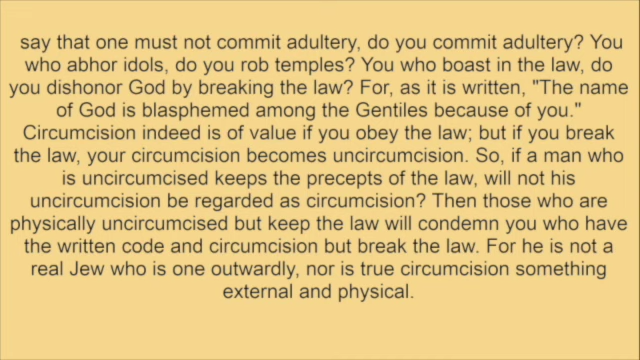 say that one must not commit adultery, do you commit adultery? You
who abhor idols, do you rob temples? You who boast in the law, do
you dishonor God by breaking the law? For, as it is written, "The name
of God is blasphemed among the Gentiles because of you."
Circumcision indeed is of value if you obey the law; but if you break
the law, your circumcision becomes uncircumcision. So, if a man who
is uncircumcised keeps the precepts of the law, will not his
uncircumcision be regarded as circumcision? Then those who are
physically uncircumcised but keep the law will condemn you who have
the written code and circumcision but break the law. For he is not a
real Jew who is one outwardly, nor is true circumcision something
external and physical.